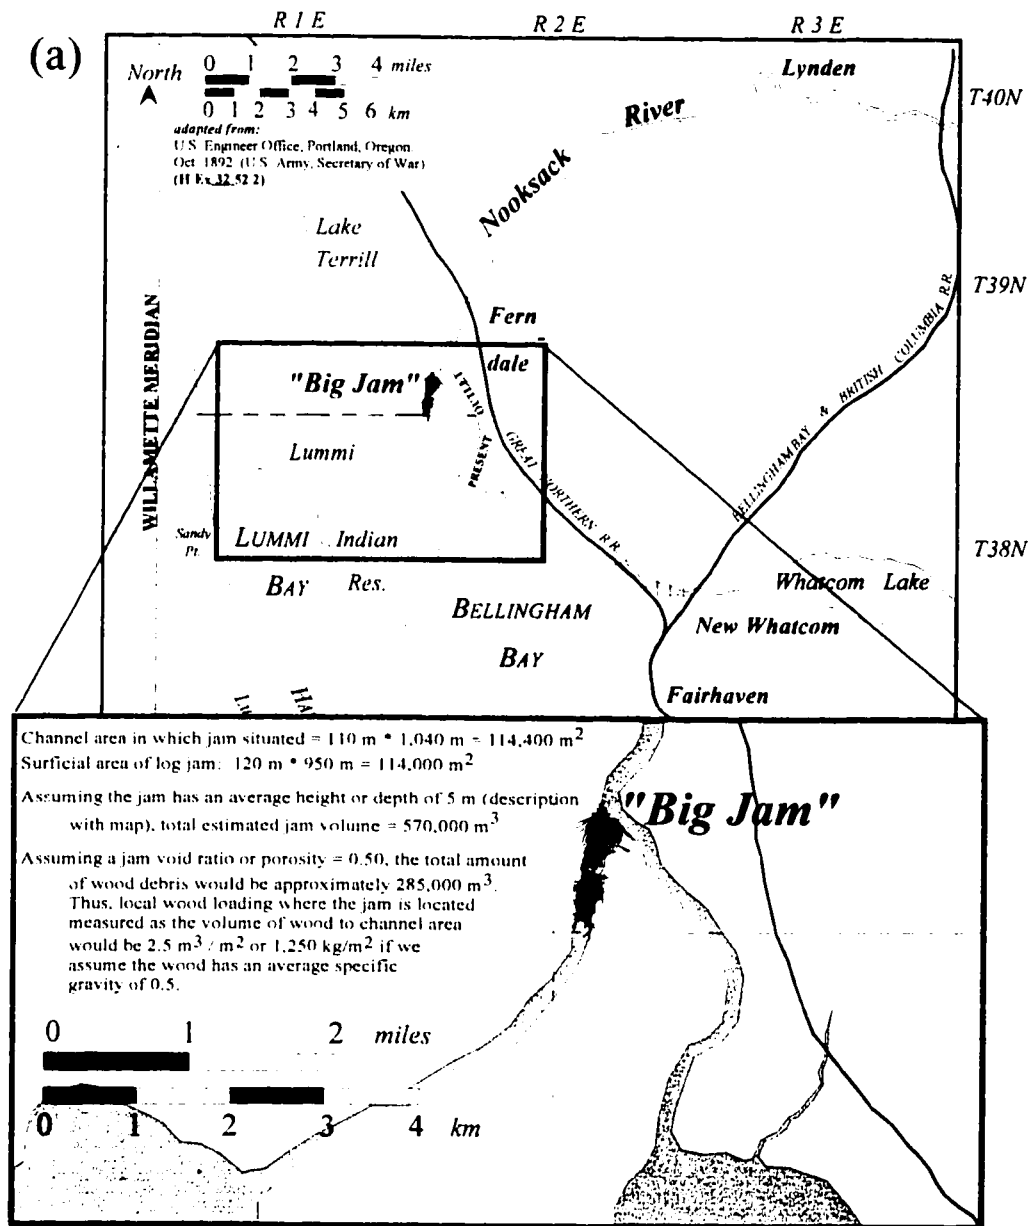 R 1 E R 2 E R 3 E
(a)
North
0 1 2 3 4 miles
0 1 2 3 4 5 6 km
adapted from:
U.S. Engineer Office, Portland, Oregon
Oct. 1892 (U.S. Army, Secretary of War)
(H Ex 32 52 2)
Lynden
T40N
Nooksack River
Lake
Terrill
T39N
WILLAMETTE MERIDIAN
Fern
dale
"Big Jam"
PRESENT
GREAT NORTHERN R.R.
BELLINGHAM BAY & BRITISH COLUMBIA R.R.
Lummi
Sandy
Pt.
LUMMI Indian
BAY Res.
T38N
BELLINGHAM
BAY
Whatcom Lake
New Whatcom
Fairhaven
Channel area in which jam situated = 110 m * 1,040 m = 114,400 m2
Surficial area of log jam: 120 m * 950 m = 114,000 m2
Assuming the jam has an average height or depth of 5 m (description
with map), total estimated jam volume = 570,000 m3
Assuming a jam void ratio or porosity = 0.50, the total amount
of wood debris would be approximately 285,000 m3.
Thus, local wood loading where the jam is located
measured as the volume of wood to channel area
would be 2.5 m3 / m2 or 1,250 kg/m2 if we
assume the wood has an average specific
gravity of 0.5.
"Big Jam"
0 1 2 miles
0 1 2 3 4 km